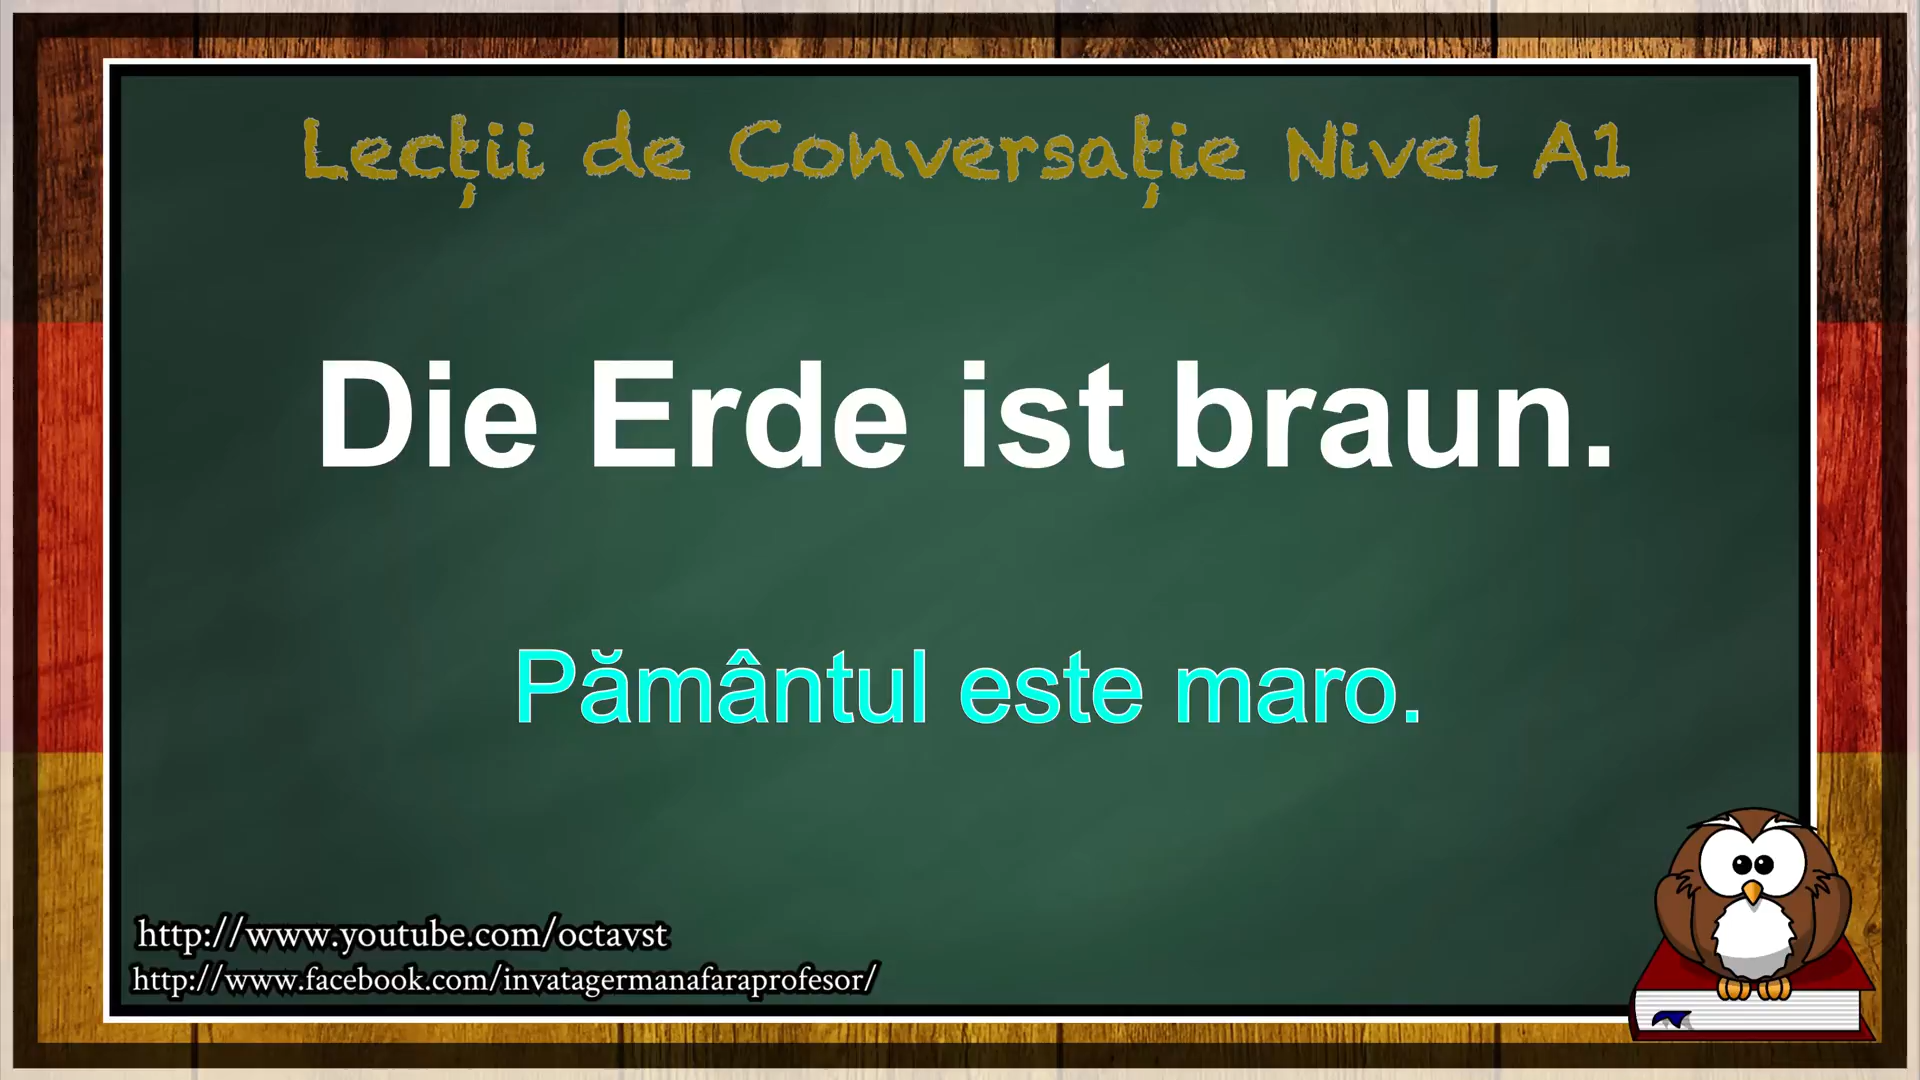 Lecții de Conversație Nivel A1
Die Erde ist braun.
Pământul este maro.
http://www.youtube.com/octavst
http://www.facebook.com/invatagermanafaraprofesor/